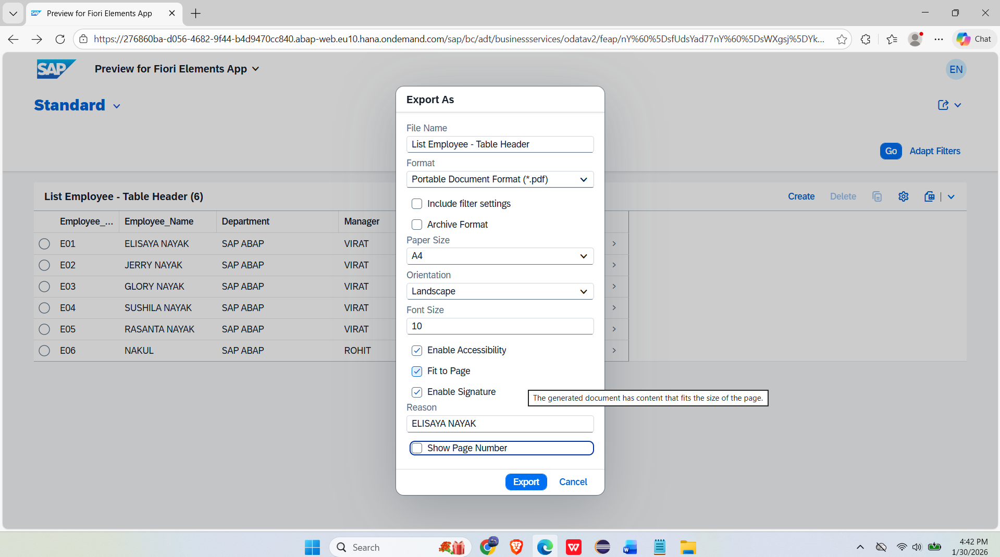 Preview for Fiori Elements App
https://276860ba-d056-4682-9f44-b4d9470cc840.abap-web.eu10.hana.ondemand.com/sap/bc/adt/businessservices/odatav2/feap/nY%60%5DsfUdsYad77nY%60%5DsWXgsj%5DYk...
Chat
SAP Preview for Fiori Elements App EN
Standard
Go Adapt Filters
List Employee - Table Header (6) Create Delete
Employee_... Employee_Name Department Manager
E01 ELISAYA NAYAK SAP ABAP VIRAT
E02 JERRY NAYAK SAP ABAP VIRAT
E03 GLORY NAYAK SAP ABAP VIRAT
E04 SUSHILA NAYAK SAP ABAP VIRAT
E05 RASANTA NAYAK SAP ABAP VIRAT
E06 NAKUL SAP ABAP ROHIT
Export As
File Name
List Employee - Table Header
Format
Portable Document Format (*.pdf)
Include filter settings
Archive Format
Paper Size
A4
Orientation
Landscape
Font Size
10
Enable Accessibility
Fit to Page
Enable Signature
The generated document has content that fits the size of the page.
Reason
ELISAYA NAYAK
Show Page Number
Export Cancel
Search
4:42 PM
1/30/2026